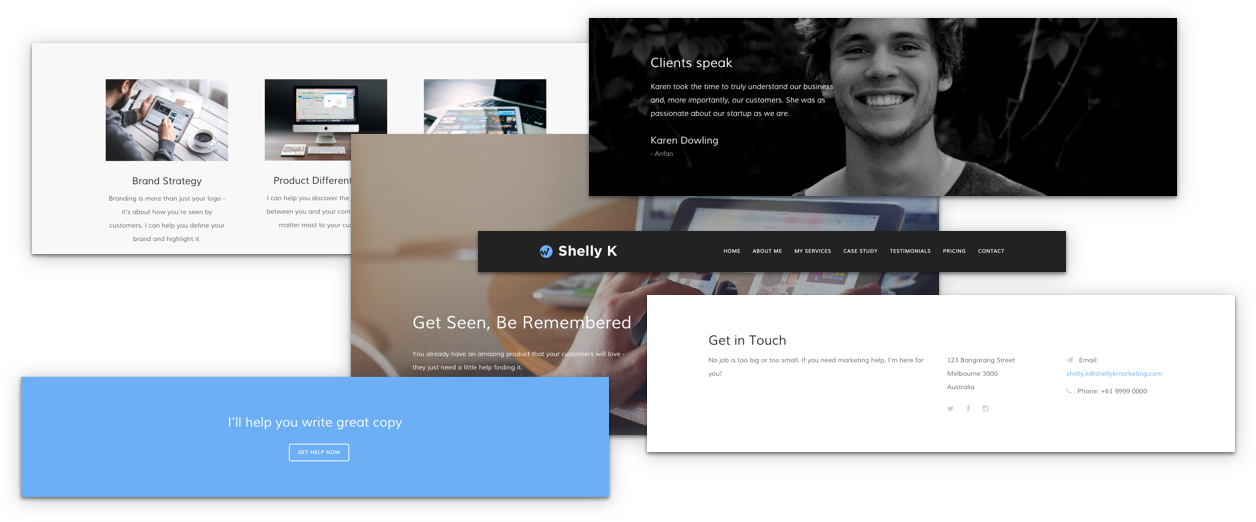 Clients speak
Karen took the time to truly understand our business
and, more importantly, our customers. She was as
passionate about our startup as we are.
Karen Dowling
- Anfan
Brand Strategy
Branding is more than just your logo -
it's about how you're seen by
customers. I can help you define your
brand and highlight it.
Product Different
I can help you discover the
between you and your com
matter most to your cus
Shelly K
HOME ABOUT ME MY SERVICES CASE STUDY TESTIMONIALS PRICING CONTACT
Get Seen, Be Remembered
You already have an amazing product that your customers will love -
they just need a little help finding it.
Get in Touch
No job is too big or too small. If you need marketing help, I'm here for
you!
123 Bangarang Street
Melbourne 3000
Australia
Email:
shelly.k@shellykmarketing.com
Phone: +61 9999 0000
I'll help you write great copy
GET HELP NOW